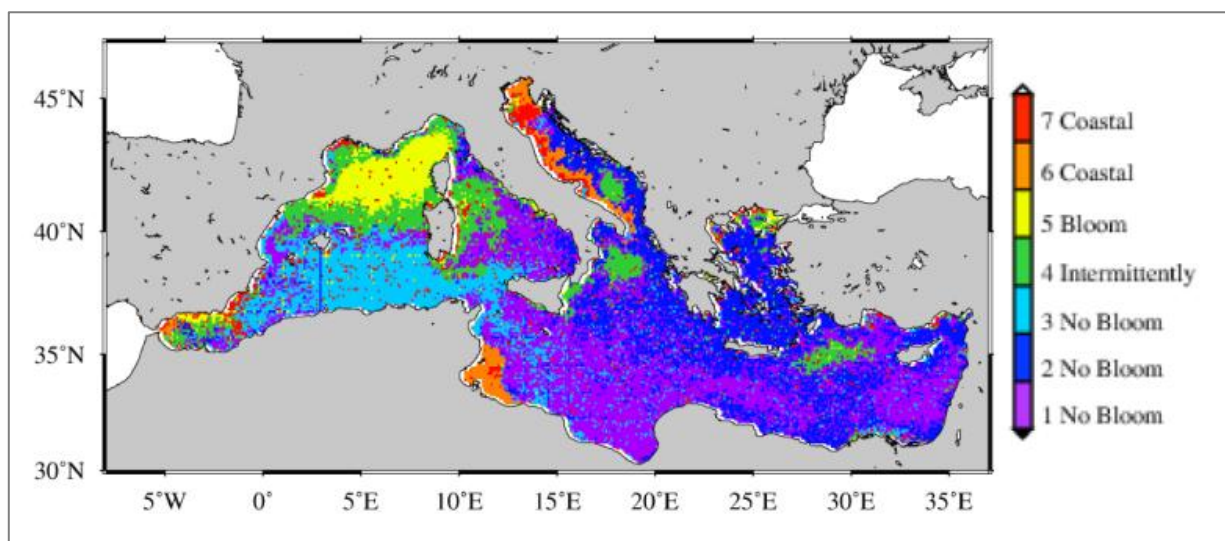 45˚N
40˚N
35˚N
30˚N
5˚W 0˚ 5˚E 10˚E 15˚E 20˚E 25˚E 30˚E 35˚E
7 Coastal
6 Coastal
5 Bloom
4 Intermittently
3 No Bloom
2 No Bloom
1 No Bloom